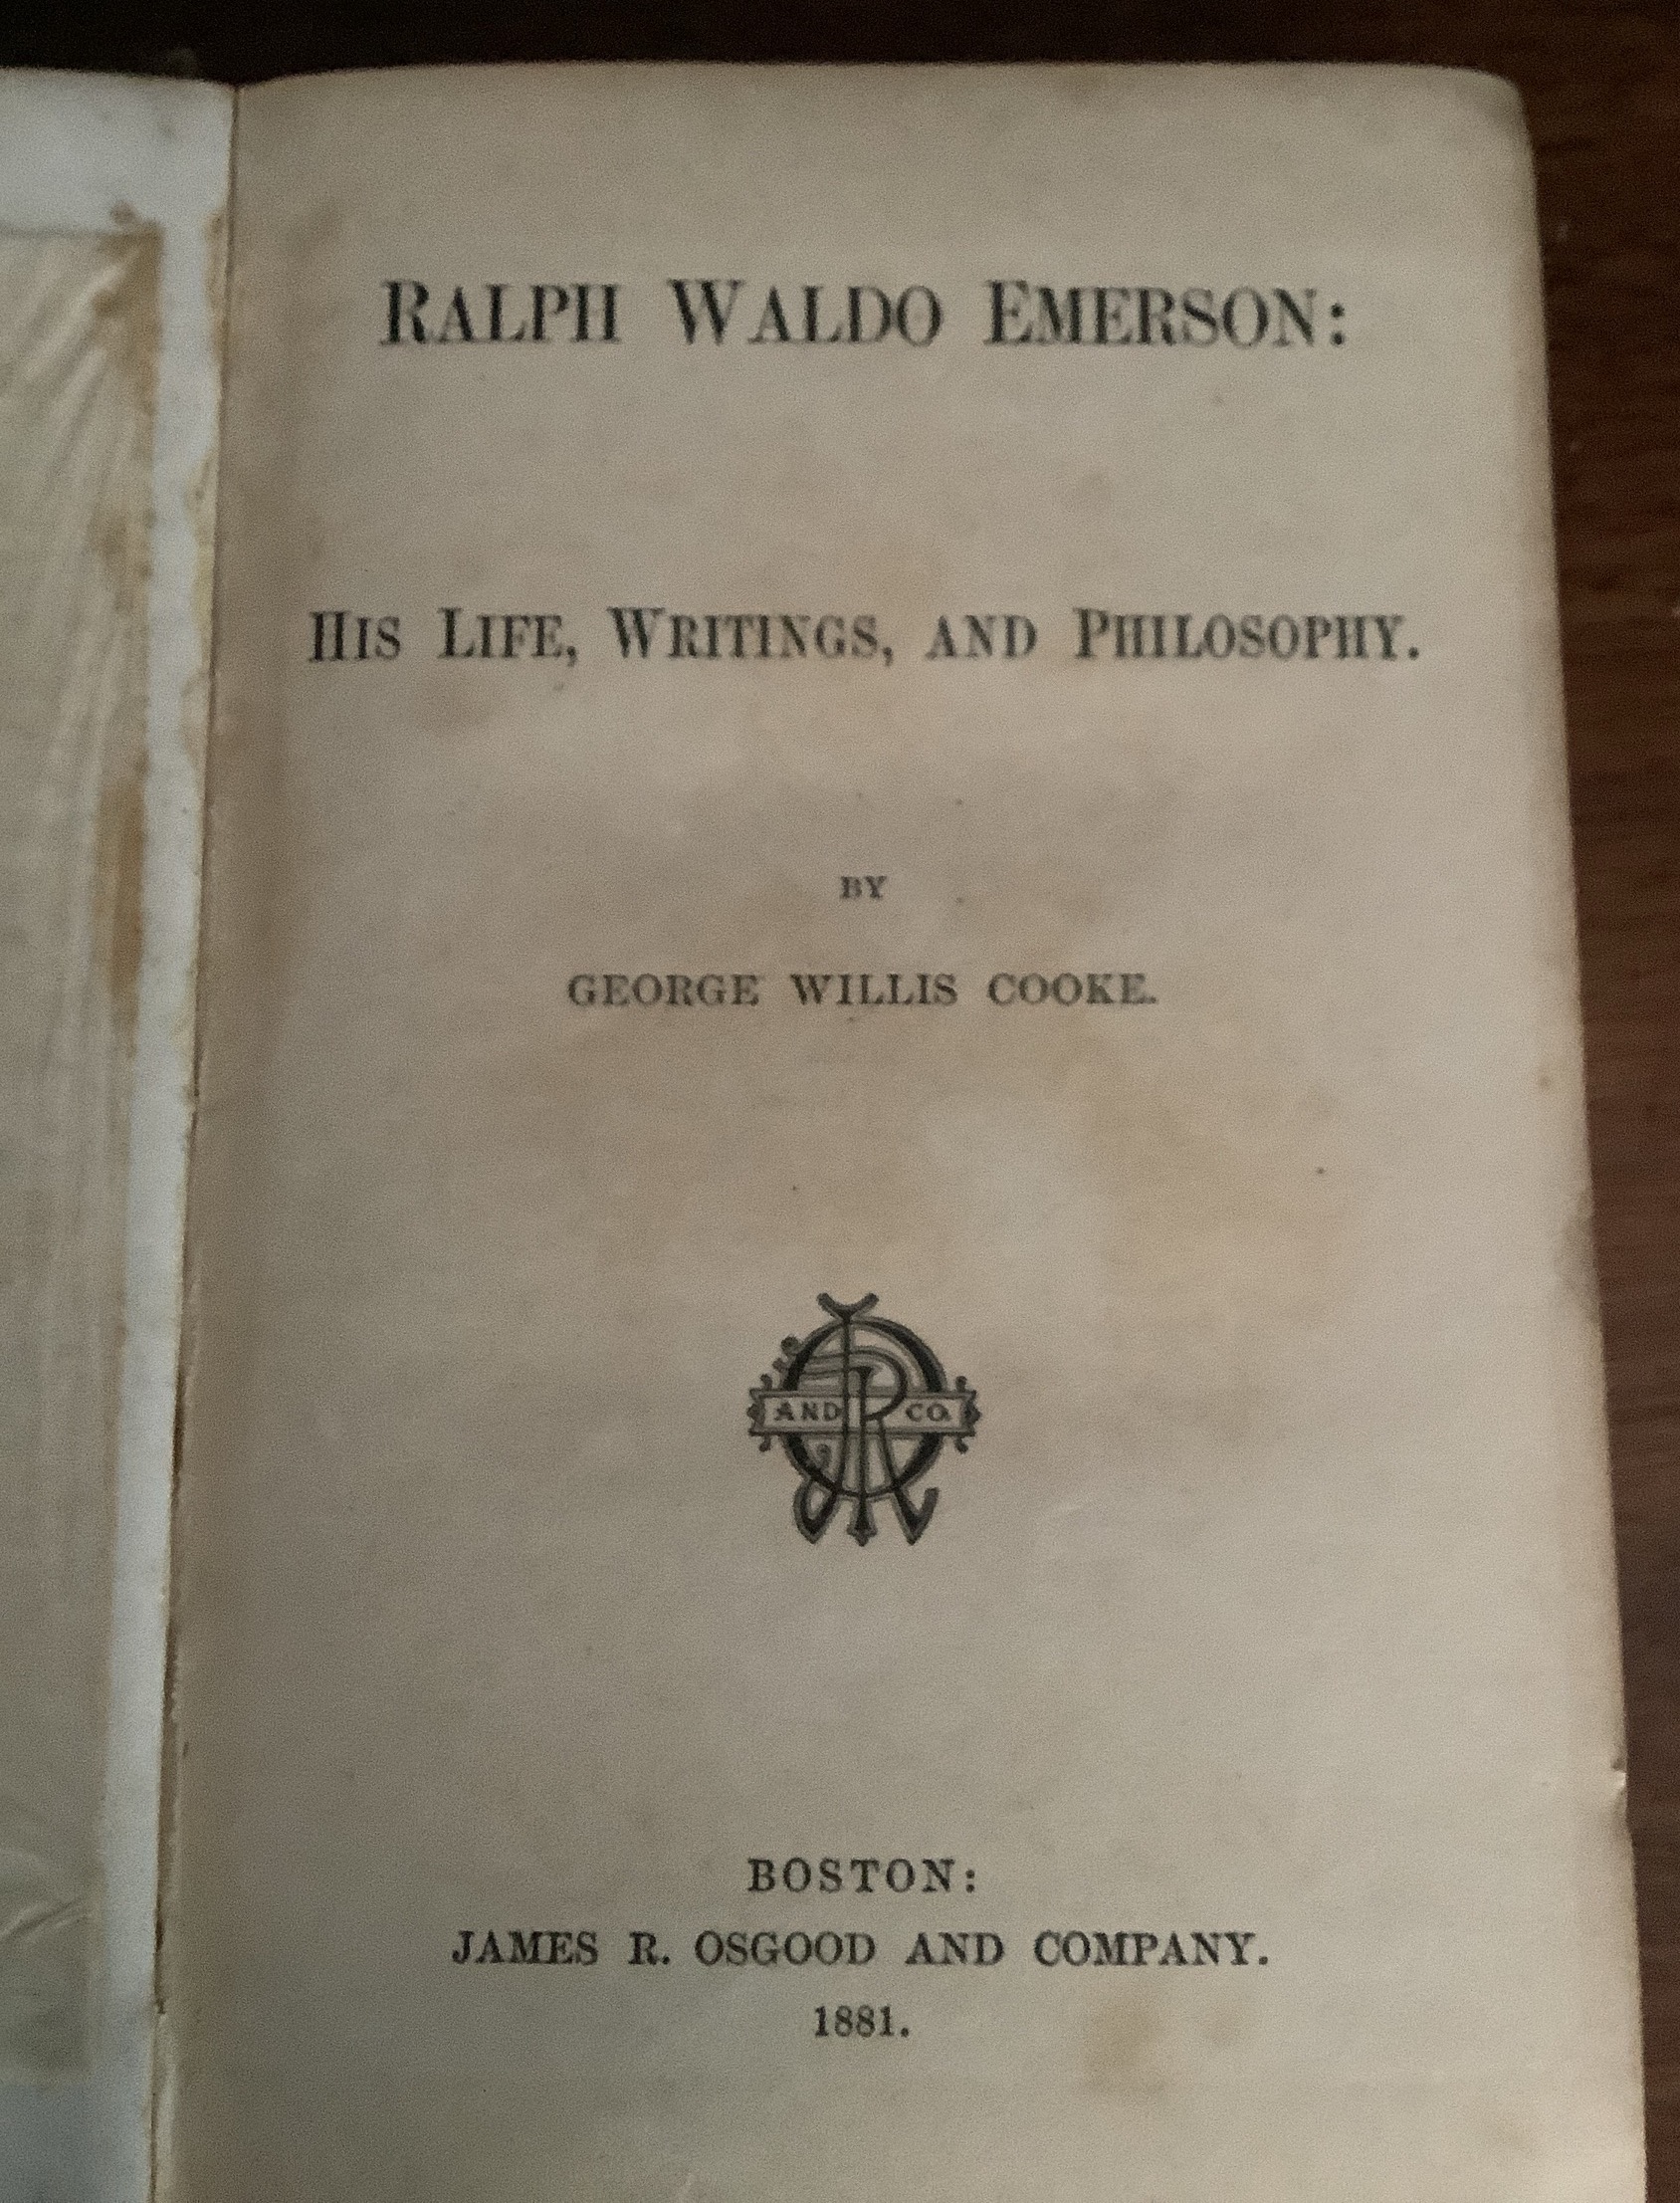 RALPH WALDO EMERSON:
HIS LIFE, WRITINGS, AND PHILOSOPHY.
BY
GEORGE WILLIS COOKE.
JRO
AND CO.
BOSTON:
JAMES R. OSGOOD AND COMPANY.
1881.